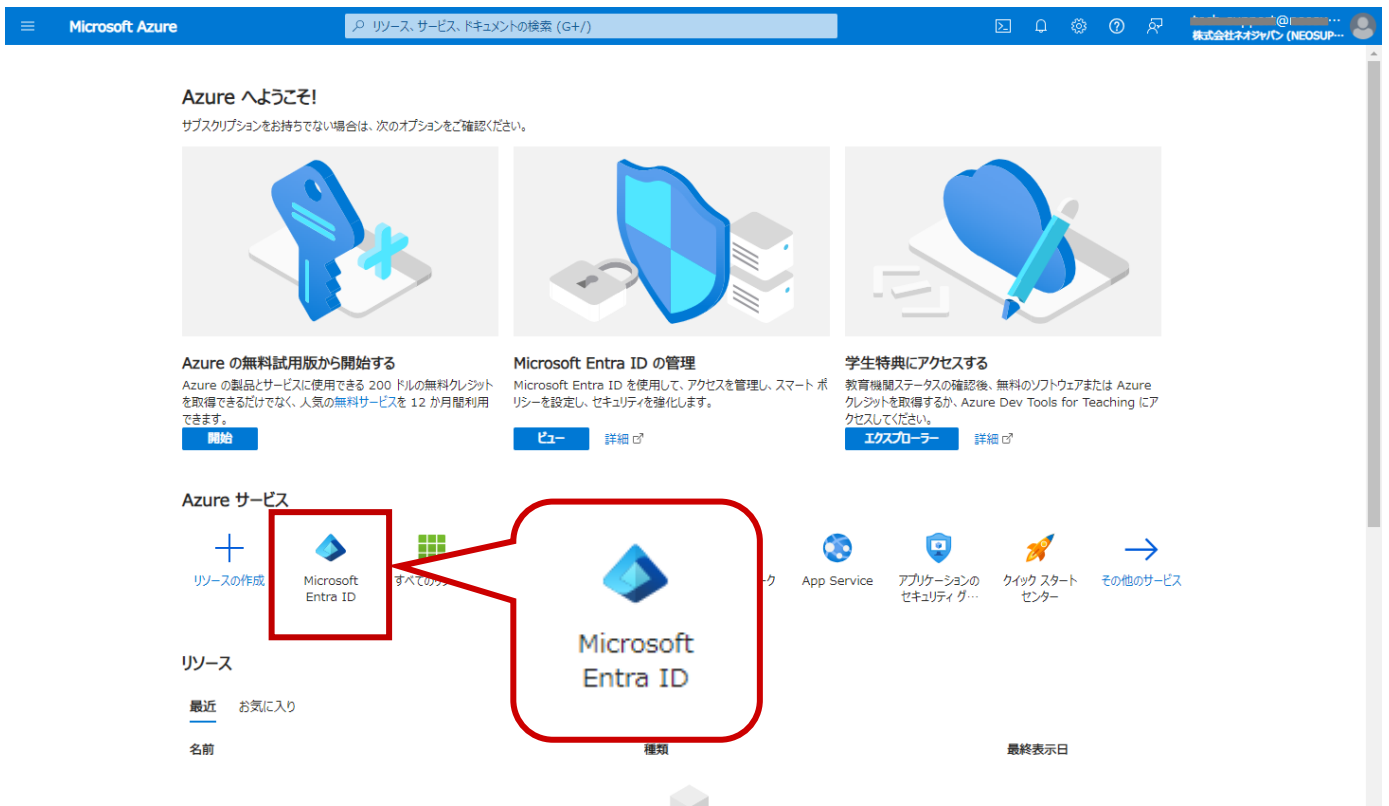 Microsoft Azure
リソース、サービス、ドキュメントの検索 (G+/)
株式会社ネオジャパン (NEOSUP…
Azure へようこそ!
サブスクリプションをお持ちでない場合は、次のオプションをご確認ください。
Azure の無料試用版から開始する
Azure の製品とサービスに使用できる 200 ドルの無料クレジット
を取得できるだけでなく、人気の無料サービスを 12 か月間利用
できます。
開始
Microsoft Entra ID の管理
Microsoft Entra ID を使用して、アクセスを管理し、スマート ポ
リシーを設定し、セキュリティを強化します。
ビュー 詳細
学生特典にアクセスする
教育機関ステータスの確認後、無料のソフトウェアまたは Azure
クレジットを取得するか、Azure Dev Tools for Teaching にア
クセスしてください。
エクスプローラー 詳細
Azure サービス
リソースの作成
Microsoft
Entra ID
すべての
App Service
アプリケーションの
セキュリティ グ…
クイック スタート
センター
その他のサービス
Microsoft
Entra ID
リソース
最近 お気に入り
名前 種類 最終表示日